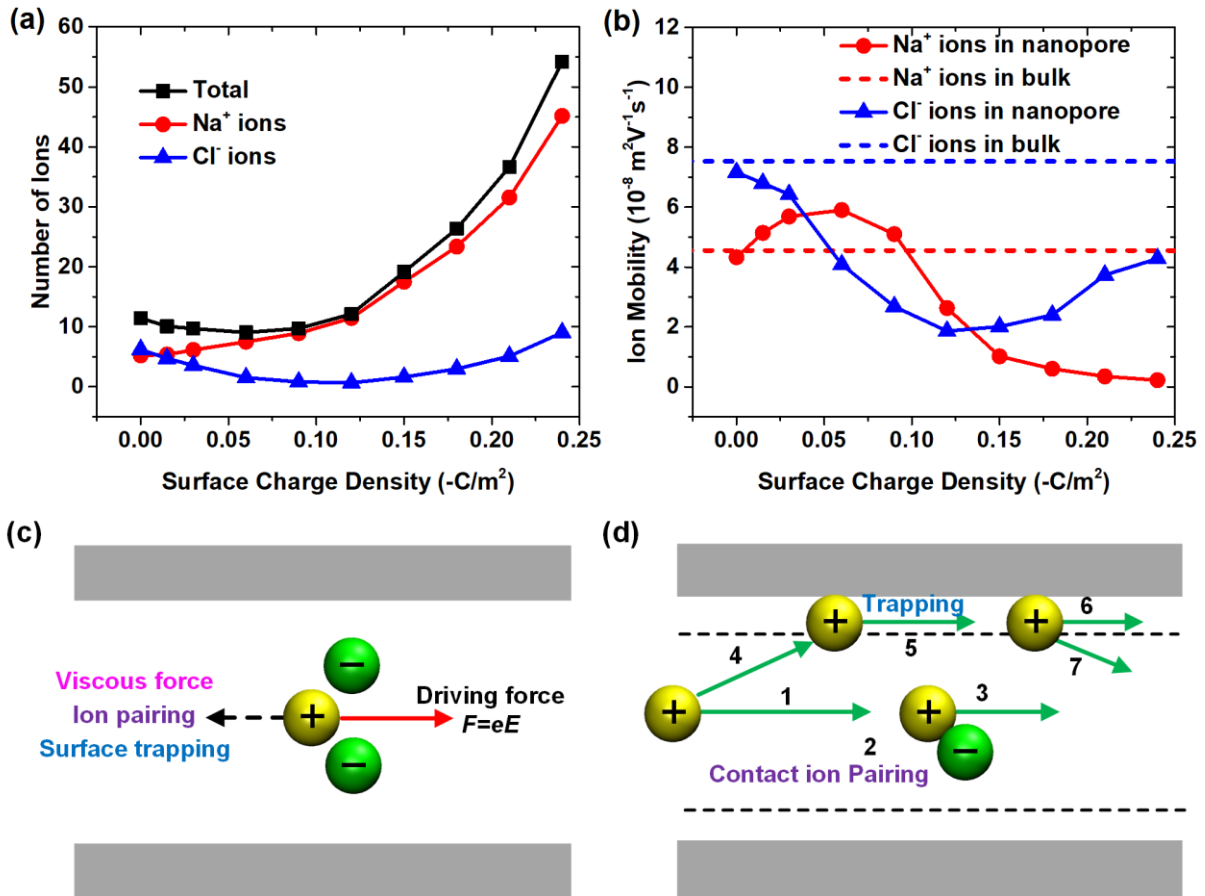 (a)
60
50
40
30
20
10
0
Number of Ions
Total
Na⁺ ions
Cl⁻ ions
0.00 0.05 0.10 0.15 0.20 0.25
Surface Charge Density (-C/m²)
(b)
12
10
8
6
4
2
0
Ion Mobility (10⁻⁸ m²V⁻¹s⁻¹)
Na⁺ ions in nanopore
Na⁺ ions in bulk
Cl⁻ ions in nanopore
Cl⁻ ions in bulk
0.00 0.05 0.10 0.15 0.20 0.25
Surface Charge Density (-C/m²)
(c)
Viscous force
Ion pairing
Surface trapping
+
−
−
Driving force
F=eE
(d)
+
+
Trapping
+
6
4
5
7
1
+
3
2
−
Contact ion Pairing